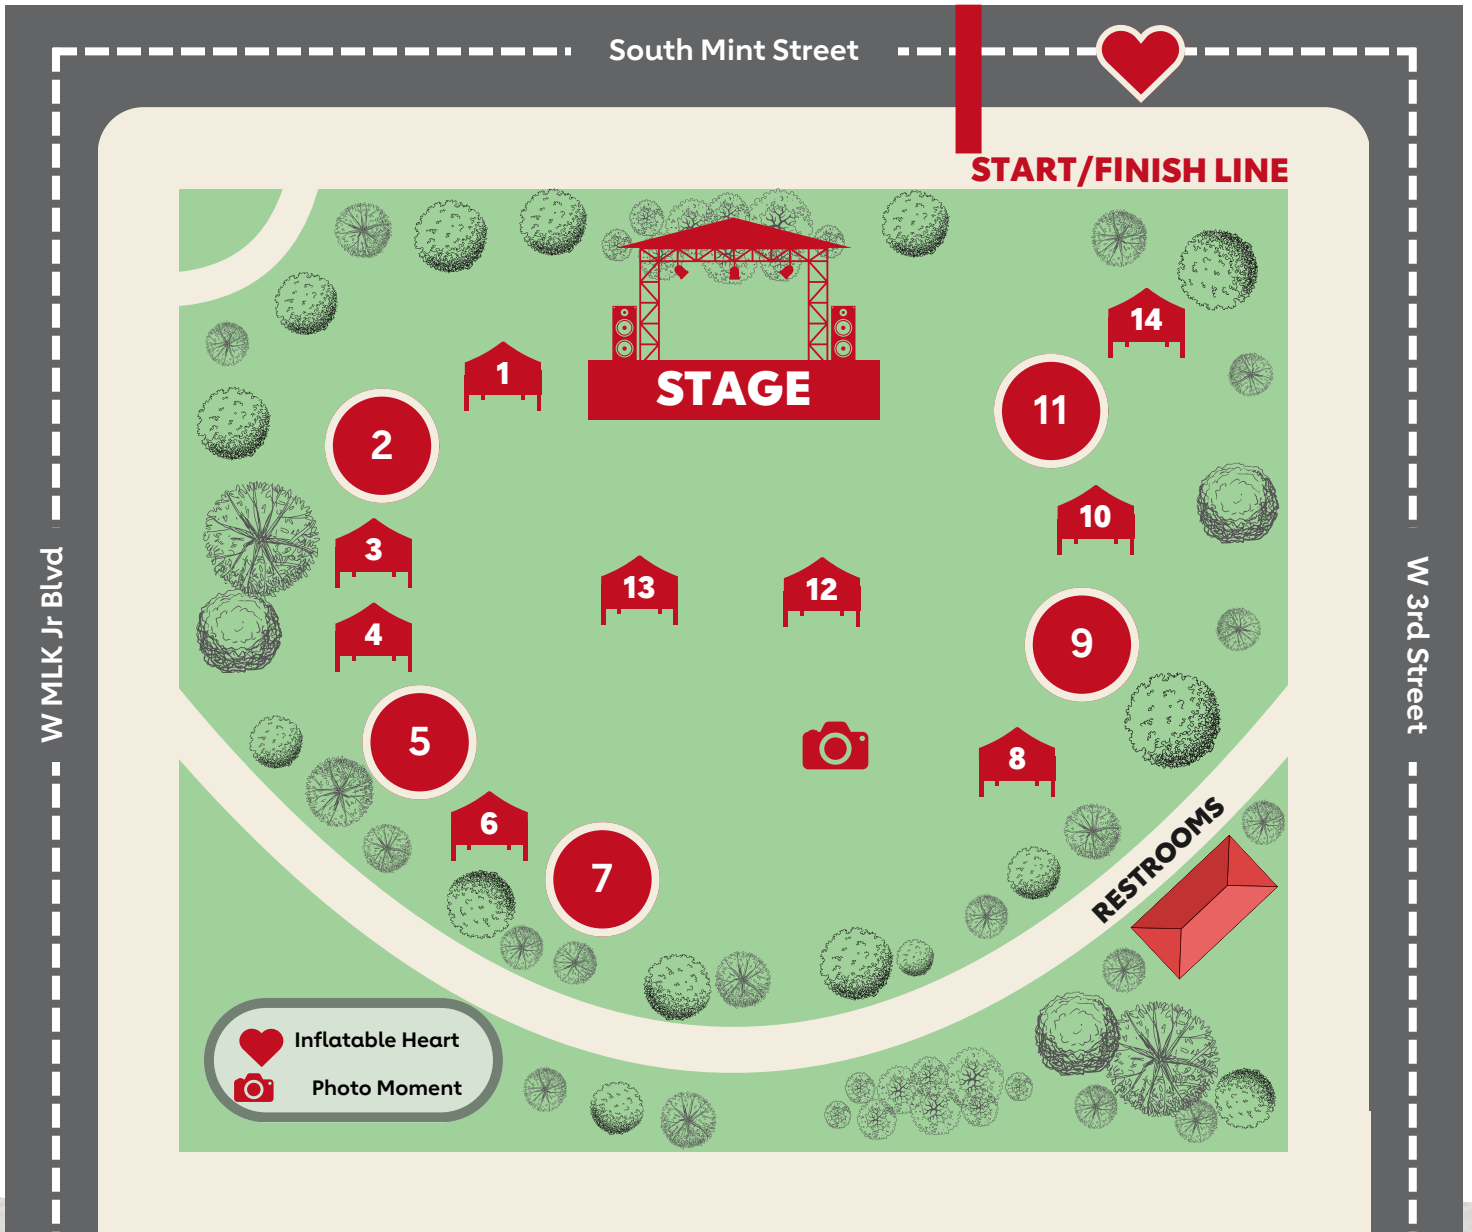 South Mint Street
START/FINISH LINE
14
1
STAGE
11
2
10
3
13
12
4
9
W MLK Jr Blvd
W 3rd Street
5
8
6
7
RESTROOMS
Inflatable Heart
Photo Moment